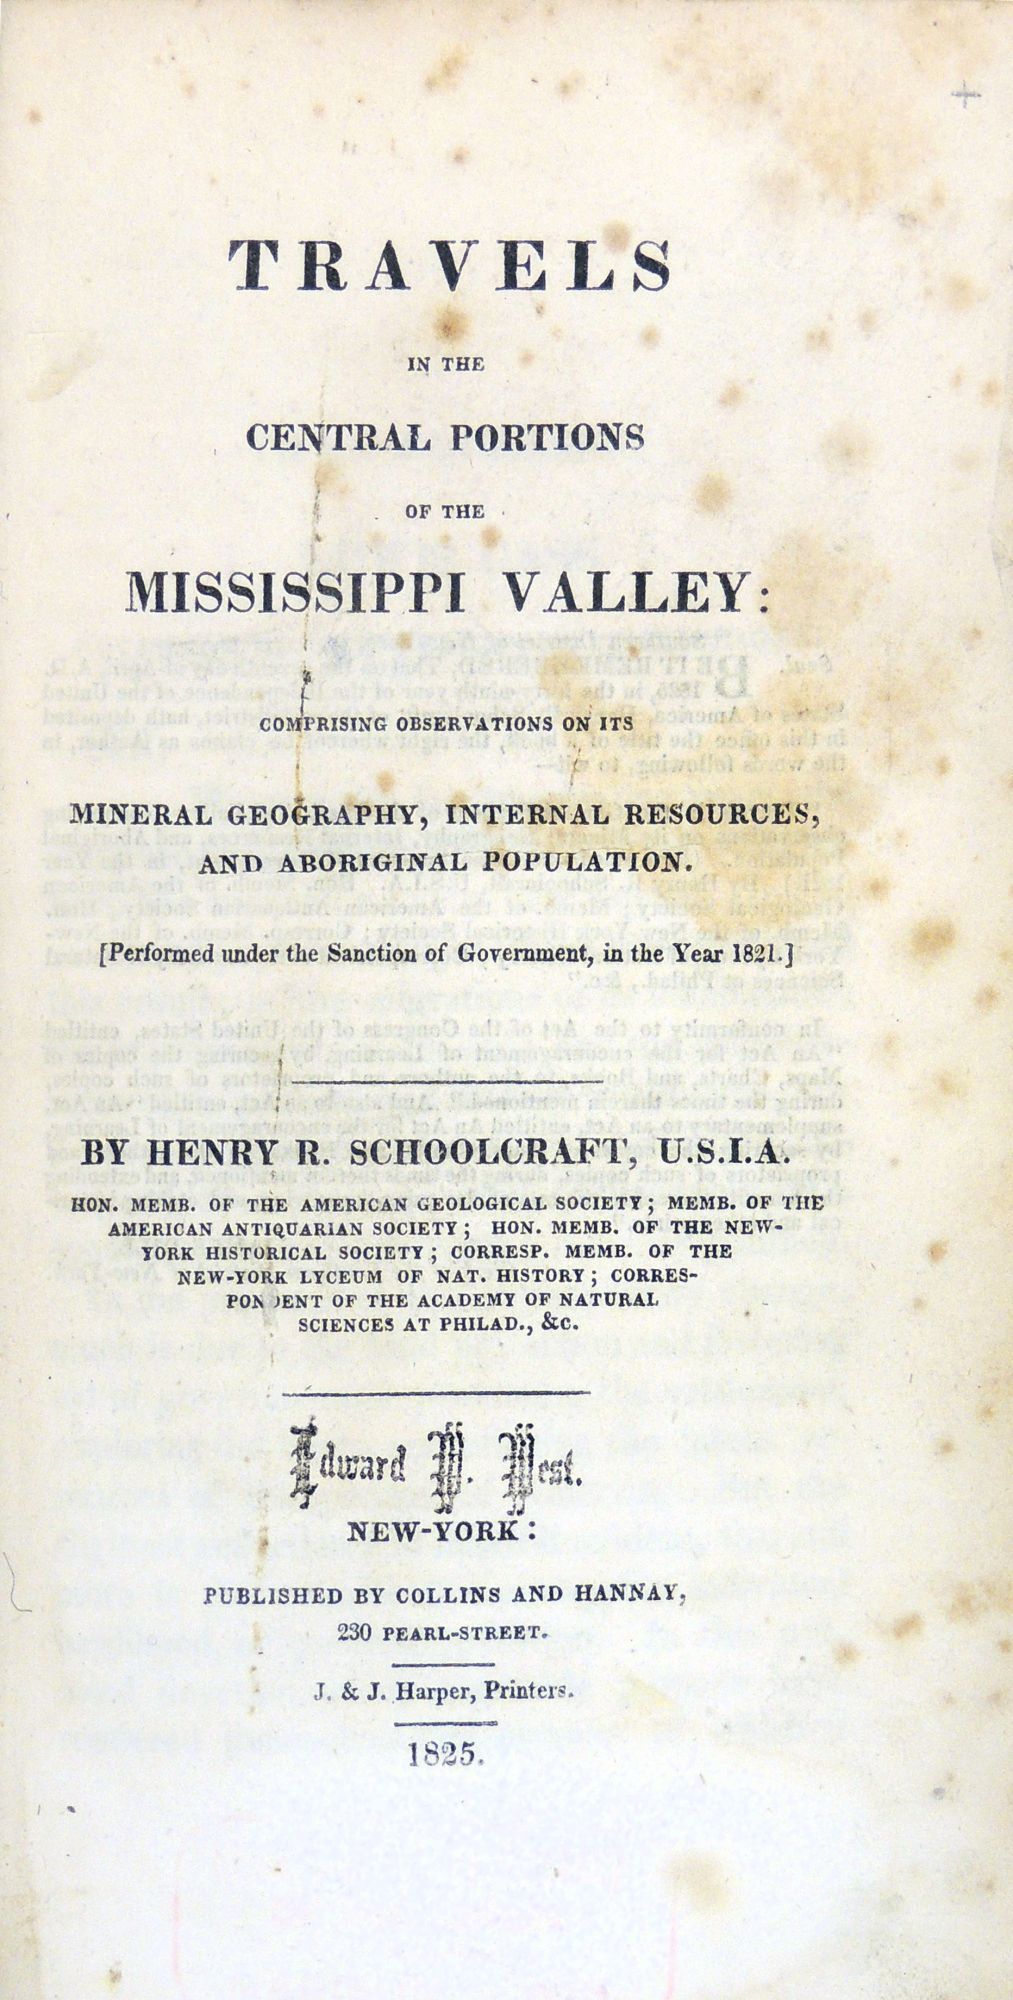 TRAVELS
IN THE
CENTRAL PORTIONS
OF THE
MISSISSIPPI VALLEY:
COMPRISING OBSERVATIONS ON ITS
MINERAL GEOGRAPHY, INTERNAL RESOURCES,
AND ABORIGINAL POPULATION.
[Performed under the Sanction of Government, in the Year 1821.]
BY HENRY R. SCHOOLCRAFT, U.S.I.A.
HON. MEMB. OF THE AMERICAN GEOLOGICAL SOCIETY; MEMB. OF THE
AMERICAN ANTIQUARIAN SOCIETY; HON. MEMB. OF THE NEW-
YORK HISTORICAL SOCIETY; CORRESP. MEMB. OF THE
NEW-YORK LYCEUM OF NAT. HISTORY; CORRES-
PONDENT OF THE ACADEMY OF NATURAL
SCIENCES AT PHILAD., &C.
Edward
NEW-YORK:
PUBLISHED BY COLLINS AND HANNAY,
230 PEARL-STREET.
J. & J. Harper, Printers.
1825.